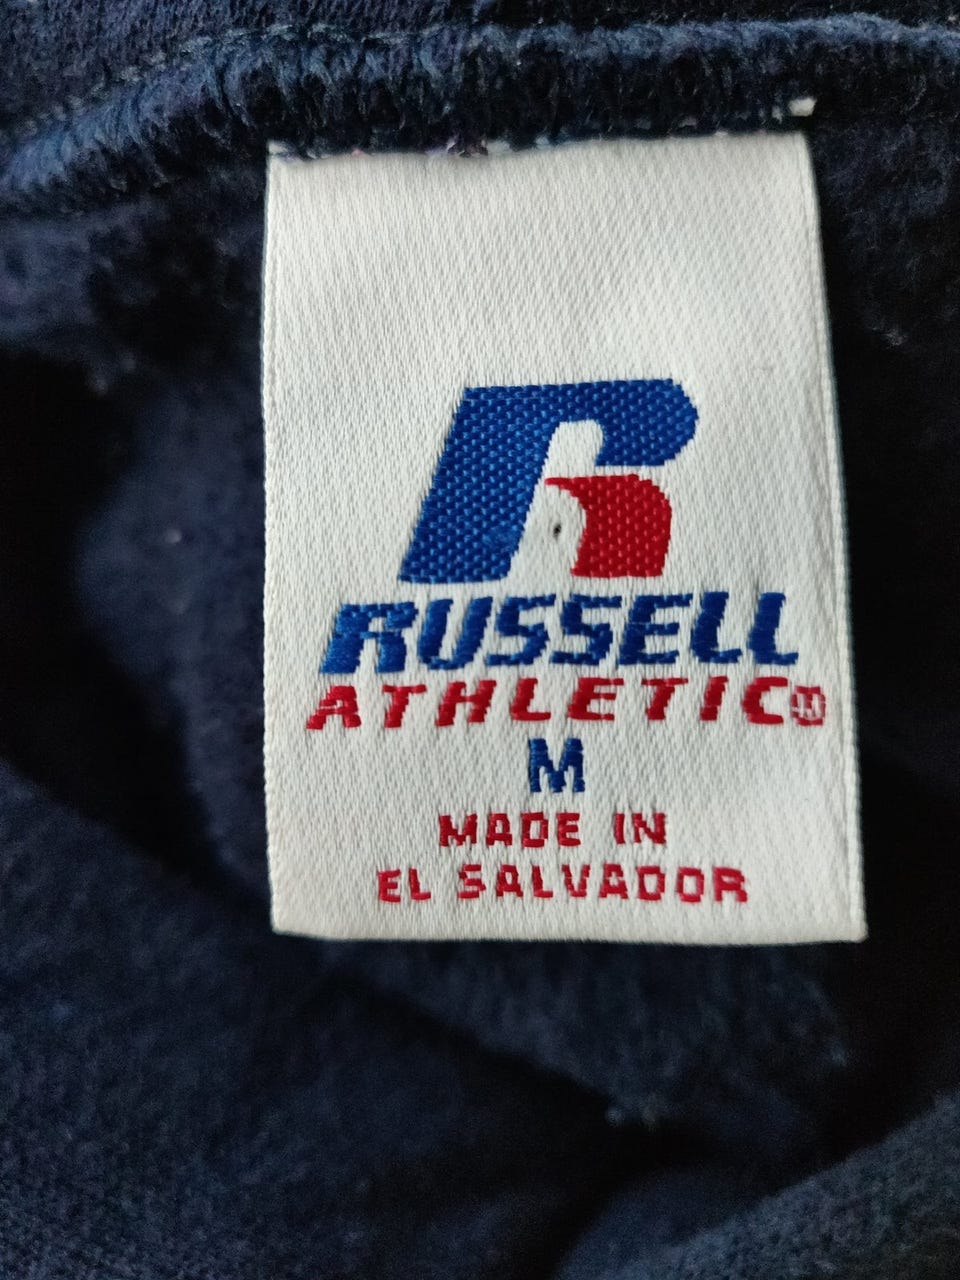 R
RUSSELL
ATHLETIC
M
MADE IN
EL SALVADOR